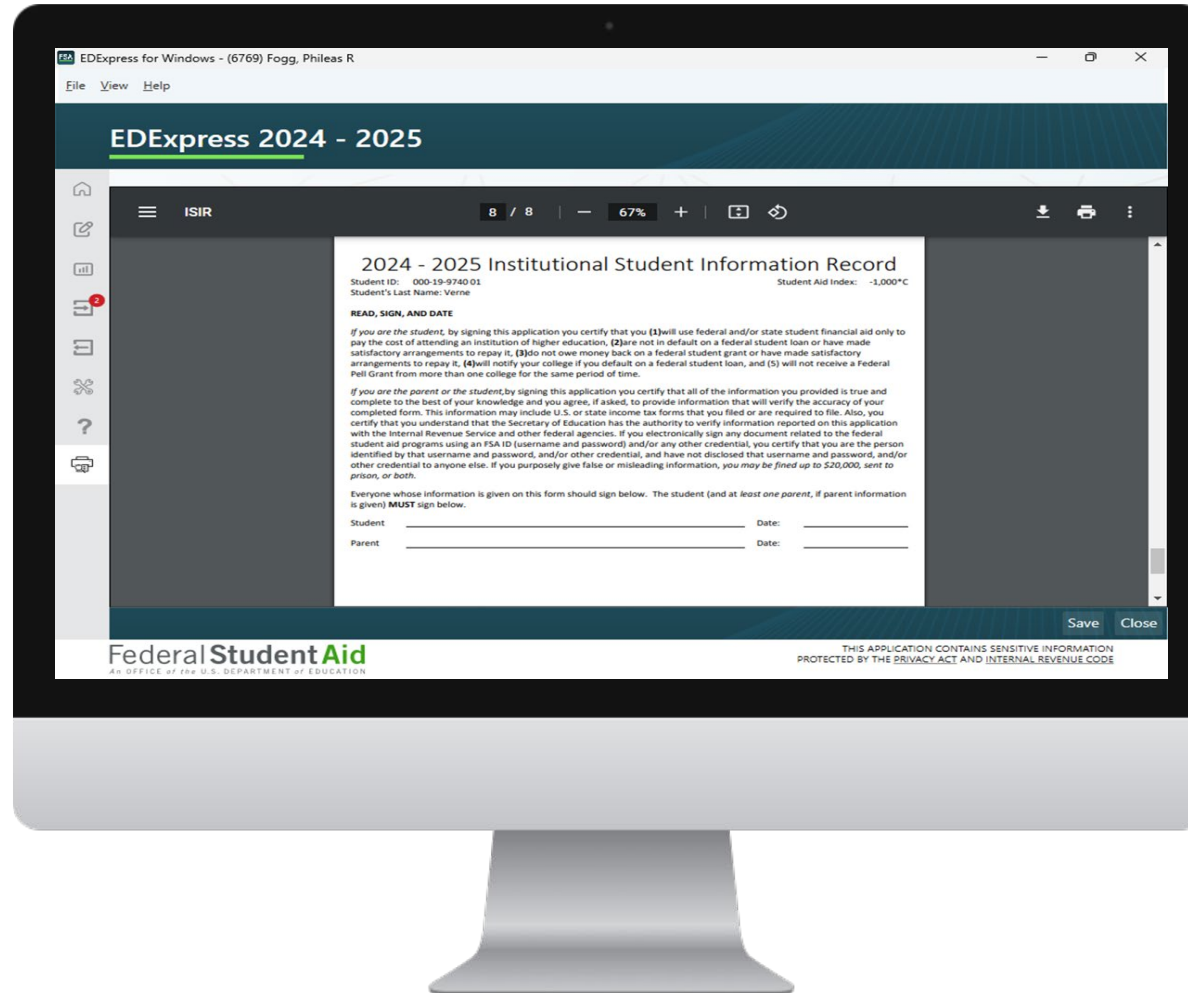 FSA EDExpress for Windows - (6769) Fogg, Phileas R
File View Help
EDExpress 2024 - 2025
ISIR 8 / 8 67%
2
?
2024 - 2025 Institutional Student Information Record
Student ID: 000-19-9740 01 Student Aid Index: -1,000*C
Student's Last Name: Verne
READ, SIGN, AND DATE
If you are the student, by signing this application you certify that you (1)will use federal and/or state student financial aid only to
pay the cost of attending an institution of higher education, (2)are not in default on a federal student loan or have made
satisfactory arrangements to repay it, (3)do not owe money back on a federal student grant or have made satisfactory
arrangements to repay it, (4)will notify your college if you default on a federal student loan, and (5) will not receive a Federal
Pell Grant from more than one college for the same period of time.
If you are the parent or the student,by signing this application you certify that all of the information you provided is true and
complete to the best of your knowledge and you agree, if asked, to provide information that will verify the accuracy of your
completed form. This information may include U.S. or state income tax forms that you filed or are required to file. Also, you
certify that you understand that the Secretary of Education has the authority to verify information reported on this application
with the Internal Revenue Service and other federal agencies. If you electronically sign any document related to the federal
student aid programs using an FSA ID (username and password) and/or any other credential, you certify that you are the person
identified by that username and password, and/or other credential, and have not disclosed that username and password, and/or
other credential to anyone else. If you purposely give false or misleading information, you may be fined up to $20,000, sent to
prison, or both.
Everyone whose information is given on this form should sign below. The student (and at least one parent, if parent information
is given) MUST sign below.
Student Date:
Parent Date:
Save Close
Federal Student Aid
An OFFICE of the U.S. DEPARTMENT of EDUCATION
THIS APPLICATION CONTAINS SENSITIVE INFORMATION
PROTECTED BY THE PRIVACY ACT AND INTERNAL REVENUE CODE